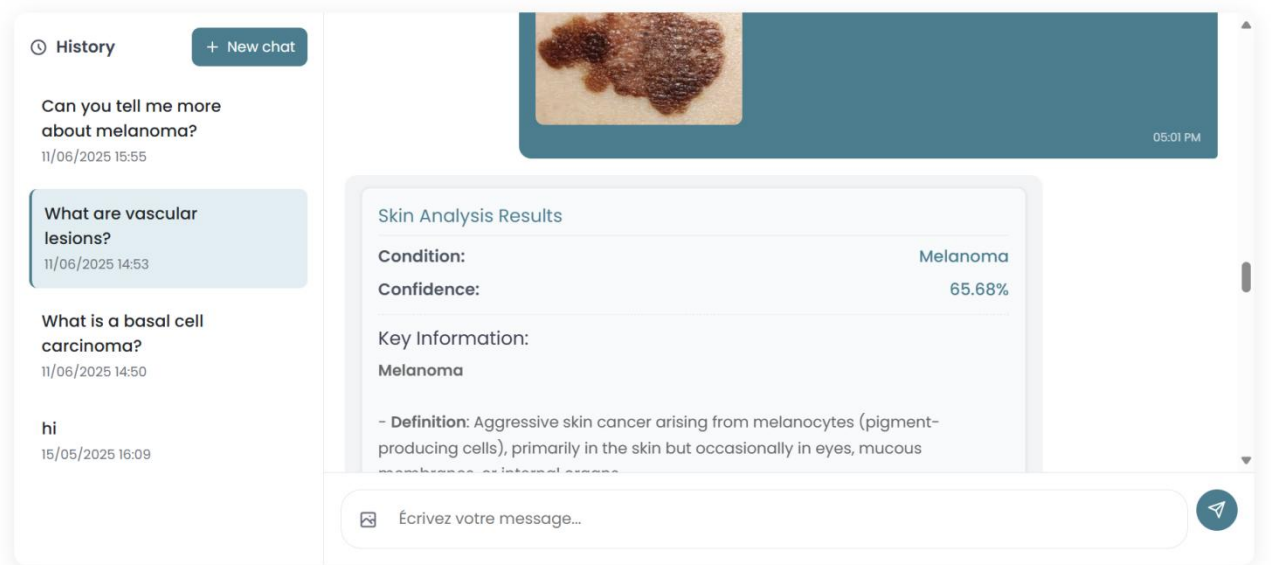 History
+ New chat
Can you tell me more
about melanoma?
11/06/2025 15:55
What are vascular
lesions?
11/06/2025 14:53
What is a basal cell
carcinoma?
11/06/2025 14:50
hi
15/05/2025 16:09
05:01 PM
Skin Analysis Results
Condition: Melanoma
Confidence: 65.68%
Key Information:
Melanoma
- Definition: Aggressive skin cancer arising from melanocytes (pigment-
producing cells), primarily in the skin but occasionally in eyes, mucous
membranes, or internal organs
Écrivez votre message...